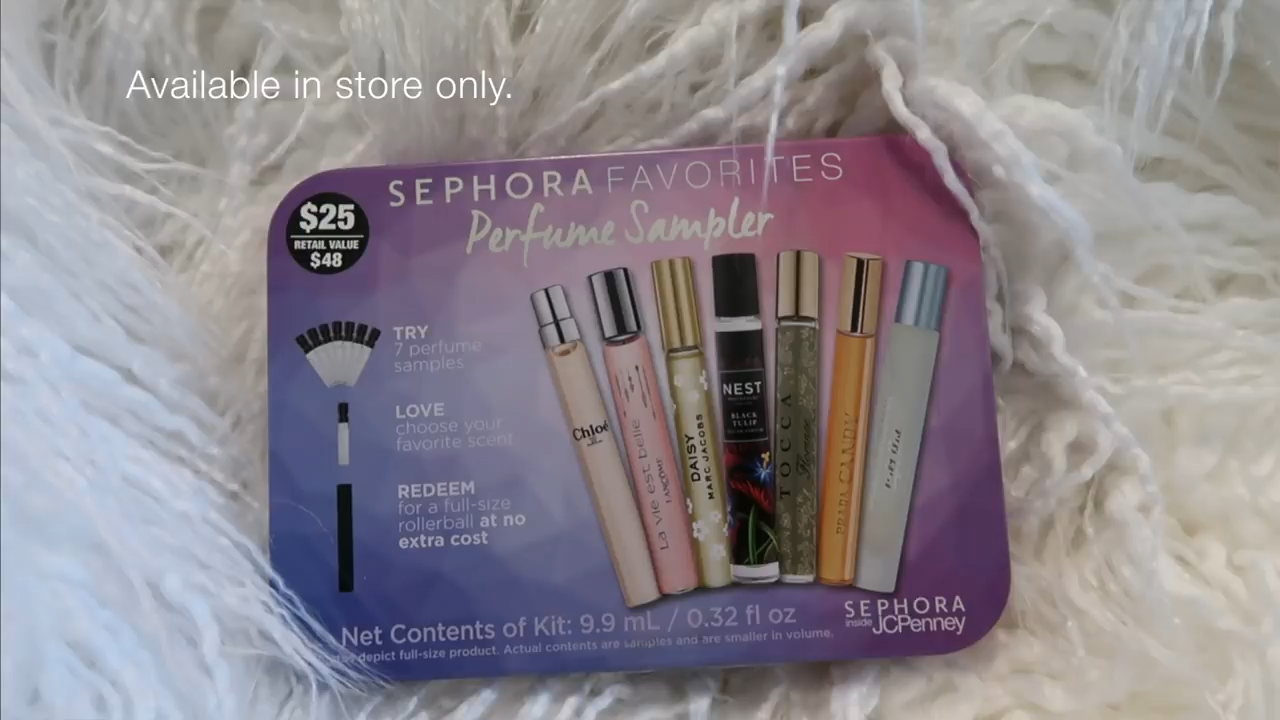 Available in store only.
SEPHORA FAVORITES
Perfume Sampler
$25
RETAIL VALUE
$48
TRY
7 perfume
samples
LOVE
choose your
favorite scent
REDEEM
for a full-size
rollerball at no
extra cost
Chloé
La vie est belle
LANCÔME
DAISY
MARC JACOBS
NEST
BLACK
TULIP
TOCCA
Florence
PRADA CANDY
Net Contents of Kit: 9.9 mL / 0.32 fl oz
depict full-size product. Actual contents are samples and are smaller in volume.
SEPHORA
inside JCPenney